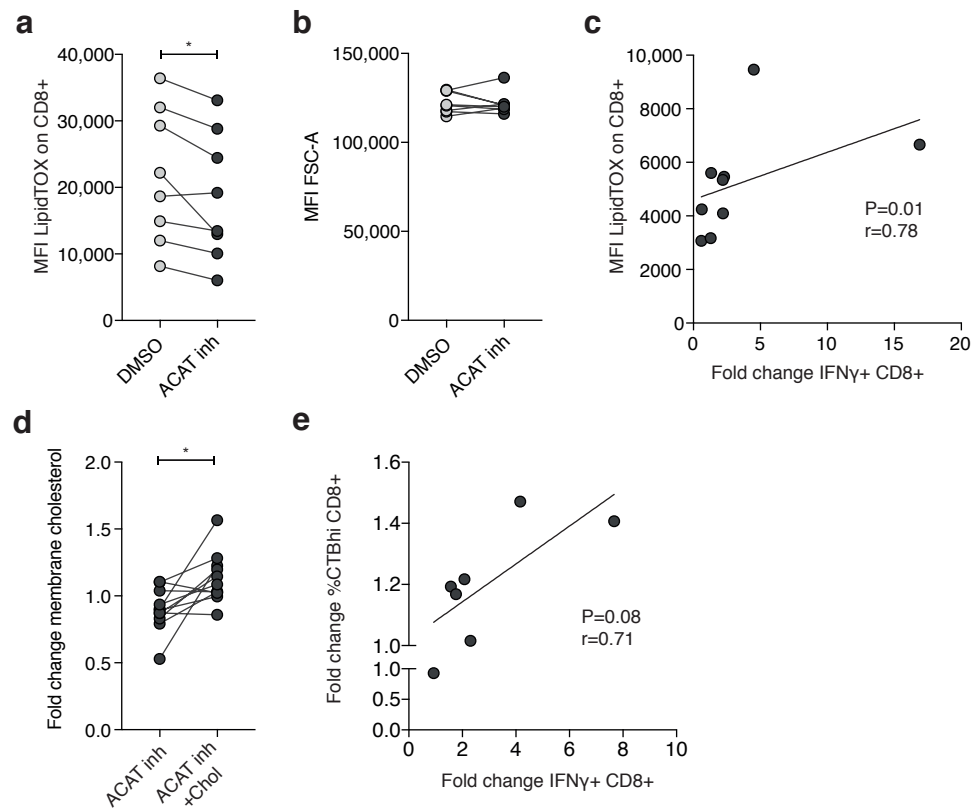 a
*
MFI LipidTOX on CD8+
40,000
30,000
20,000
10,000
0
DMSO
ACAT inh
b
MFI FSC-A
150,000
100,000
50,000
0
DMSO
ACAT inh
c
MFI LipidTOX on CD8+
10,000
8000
6000
4000
2000
0
P=0.01
r=0.78
0 5 10 15 20
Fold change IFNγ+ CD8+
d
*
Fold change membrane cholesterol
2.0
1.5
1.0
0.5
0.0
ACAT inh
ACAT inh
+Chol
e
Fold change %CTBhi CD8+
1.6
1.4
1.2
1.0
1.0
0.5
0.0
P=0.08
r=0.71
0 2 4 6 8 10
Fold change IFNγ+ CD8+